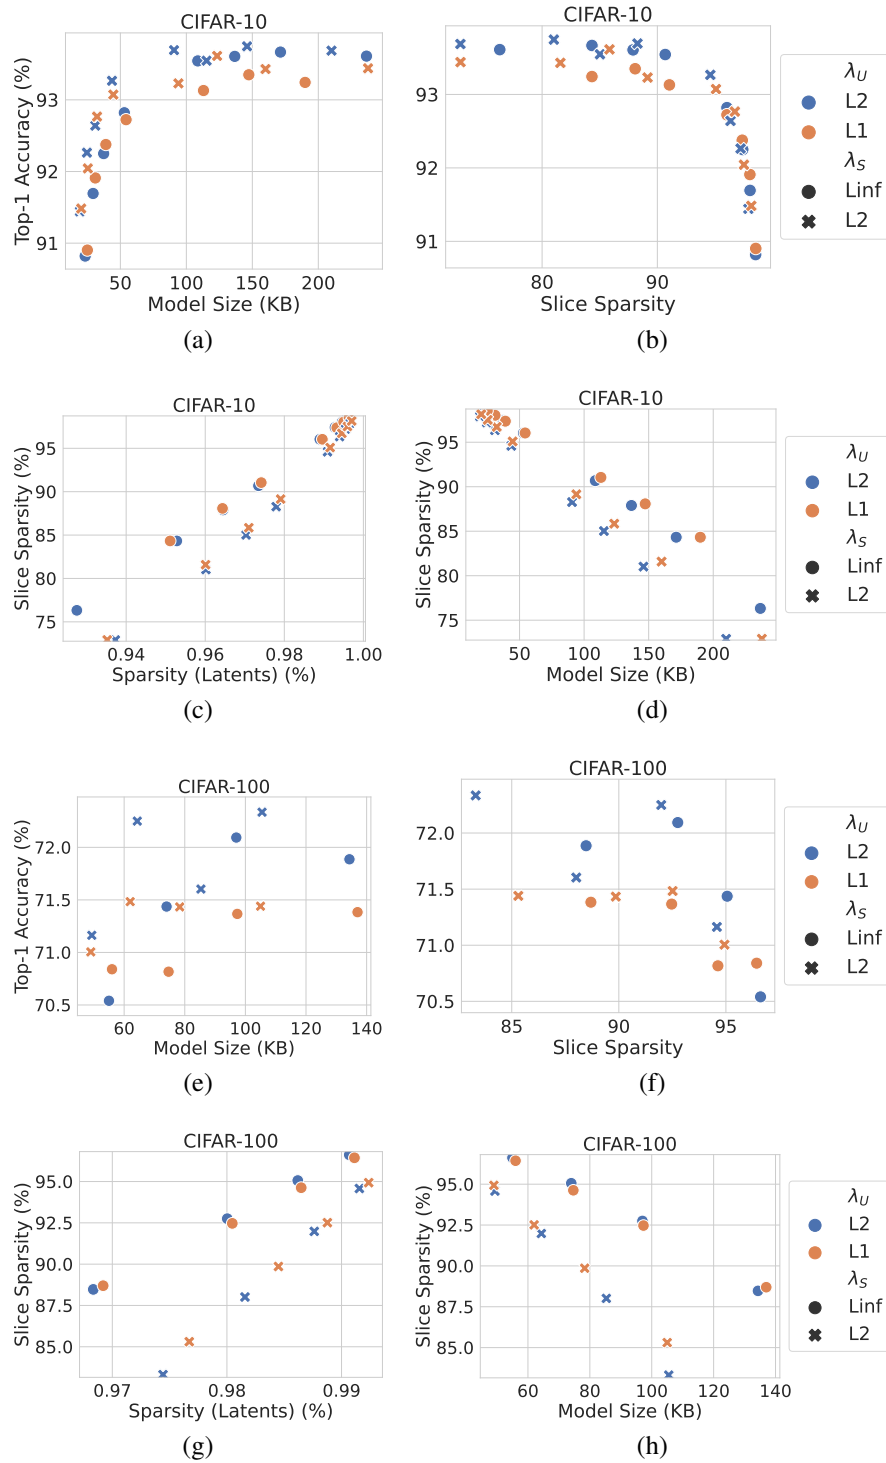 CIFAR-10
Top-1 Accuracy (%)
93
92
91
50 100 150 200
Model Size (KB)
(a)
CIFAR-10
93
92
91
80 90
Slice Sparsity
(b)
λU
L2
L1
λS
Linf
L2
CIFAR-10
Slice Sparsity (%)
95
90
85
80
75
0.94 0.96 0.98 1.00
Sparsity (Latents) (%)
(c)
CIFAR-10
Slice Sparsity (%)
95
90
85
80
75
50 100 150 200
Model Size (KB)
(d)
λU
L2
L1
λS
Linf
L2
CIFAR-100
Top-1 Accuracy (%)
72.0
71.5
71.0
70.5
60 80 100 120 140
Model Size (KB)
(e)
CIFAR-100
72.0
71.5
71.0
70.5
85 90 95
Slice Sparsity
(f)
λU
L2
L1
λS
Linf
L2
CIFAR-100
Slice Sparsity (%)
95.0
92.5
90.0
87.5
85.0
0.97 0.98 0.99
Sparsity (Latents) (%)
(g)
CIFAR-100
Slice Sparsity (%)
95.0
92.5
90.0
87.5
85.0
60 80 100 120 140
Model Size (KB)
(h)
λU
L2
L1
λS
Linf
L2